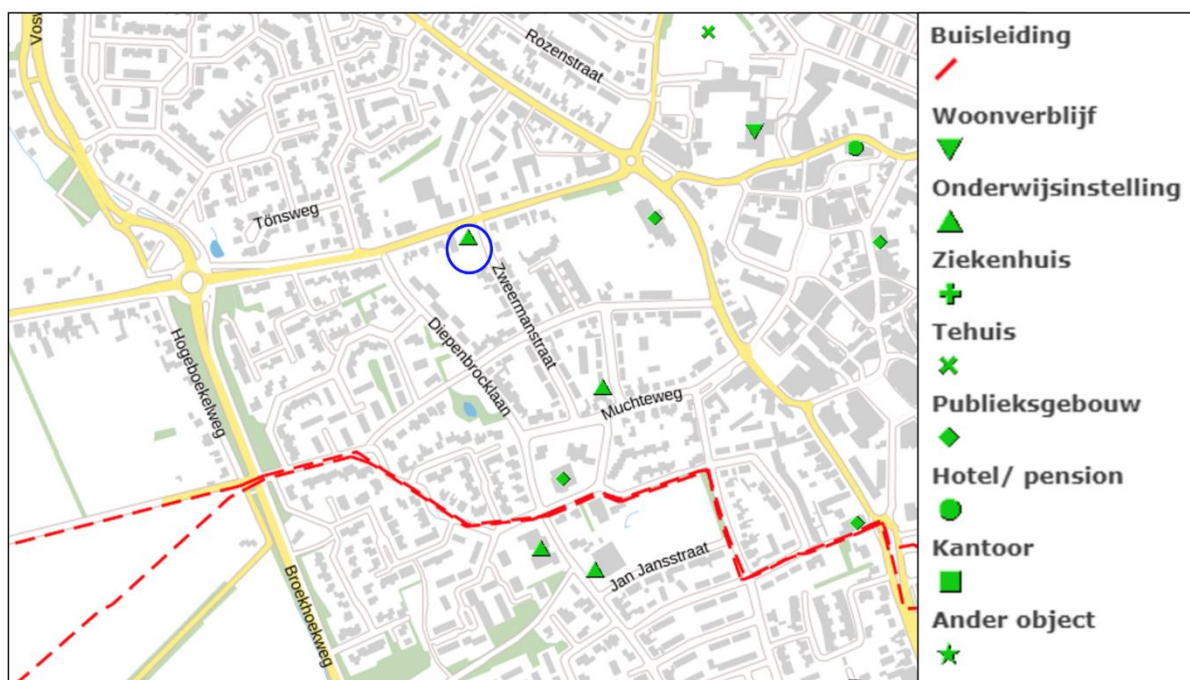 Vosw
Rozenstraat
Tönsweg
Zweermanstraat
Diepenbrocklaan
Hogeboekelweg
Muchteweg
Jan Jansstraat
Broekhoekweg
Buisleiding
Woonverblijf
Onderwijsinstelling
Ziekenhuis
Tehuis
Publieksgebouw
Hotel/ pension
Kantoor
Ander object